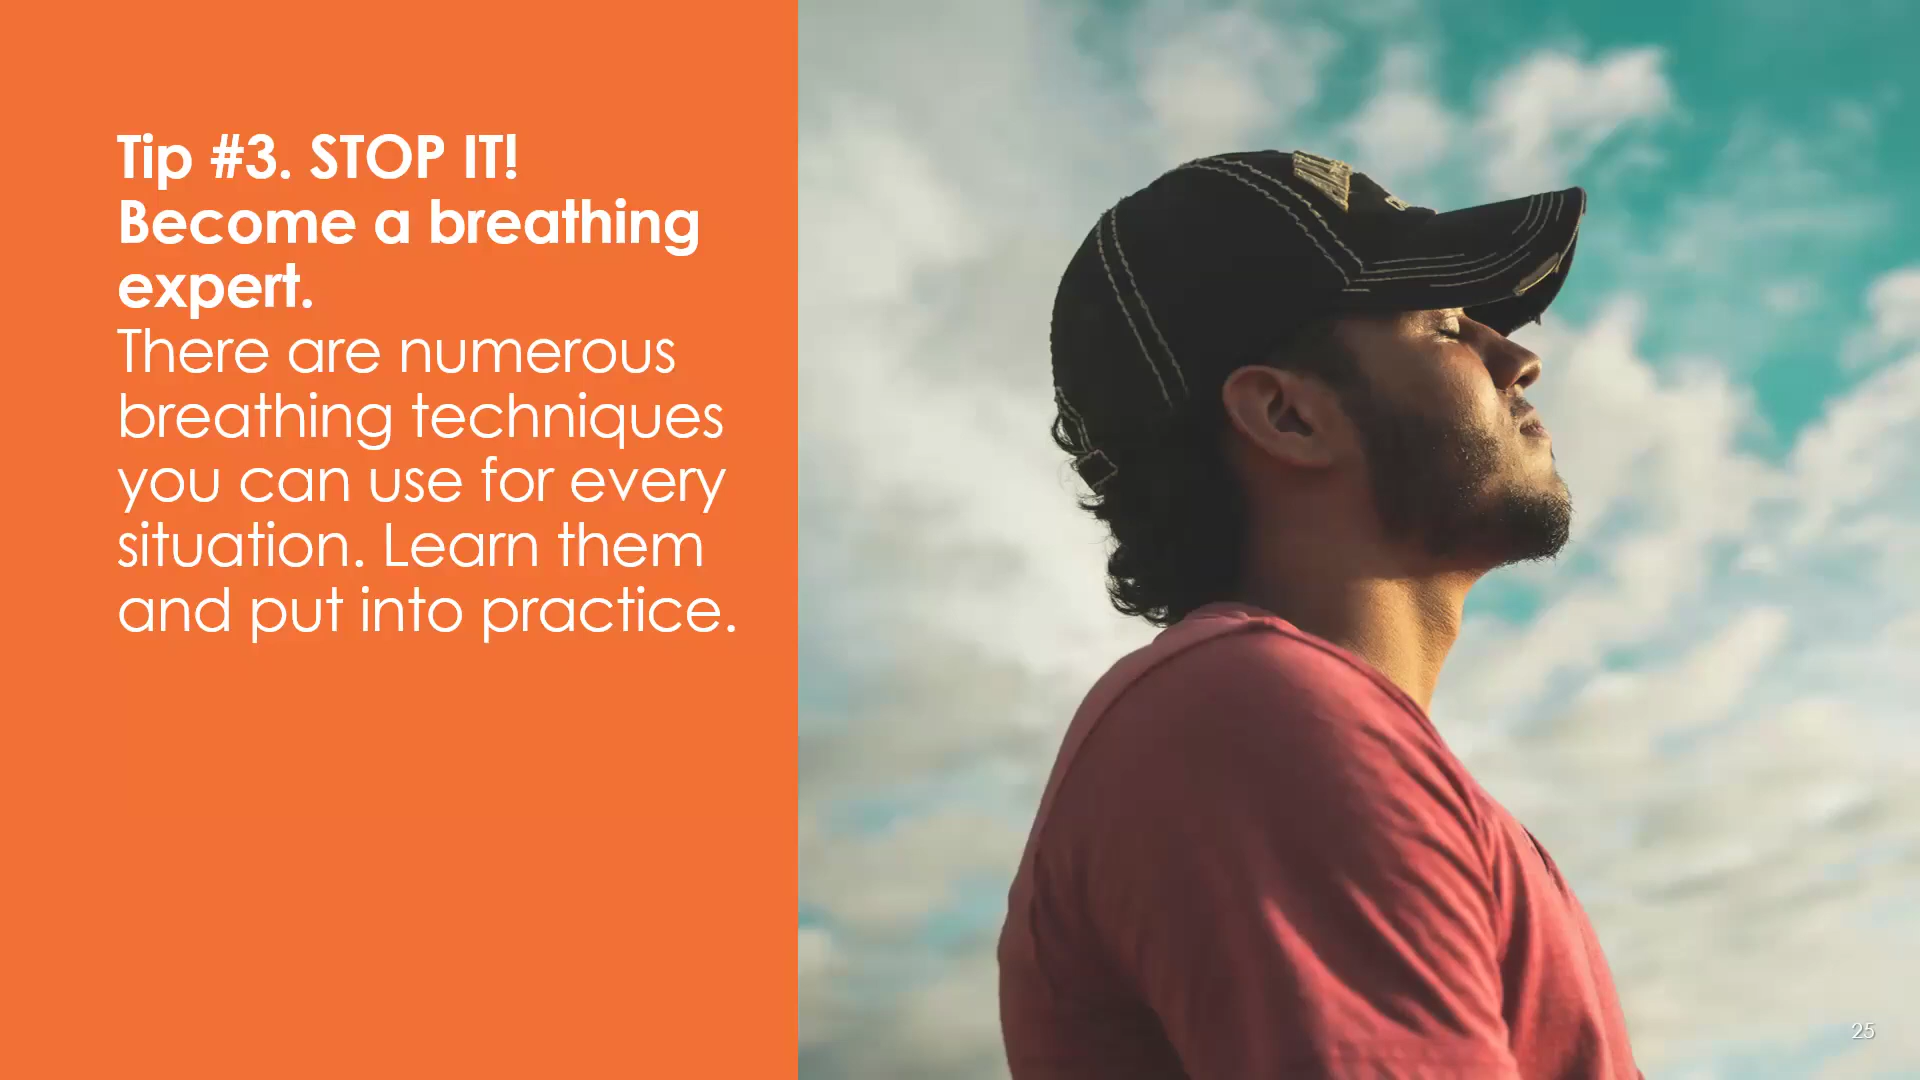 Tip #3. STOP IT!
Become a breathing
expert.
There are numerous
breathing techniques
you can use for every
situation. Learn them
and put into practice.
25